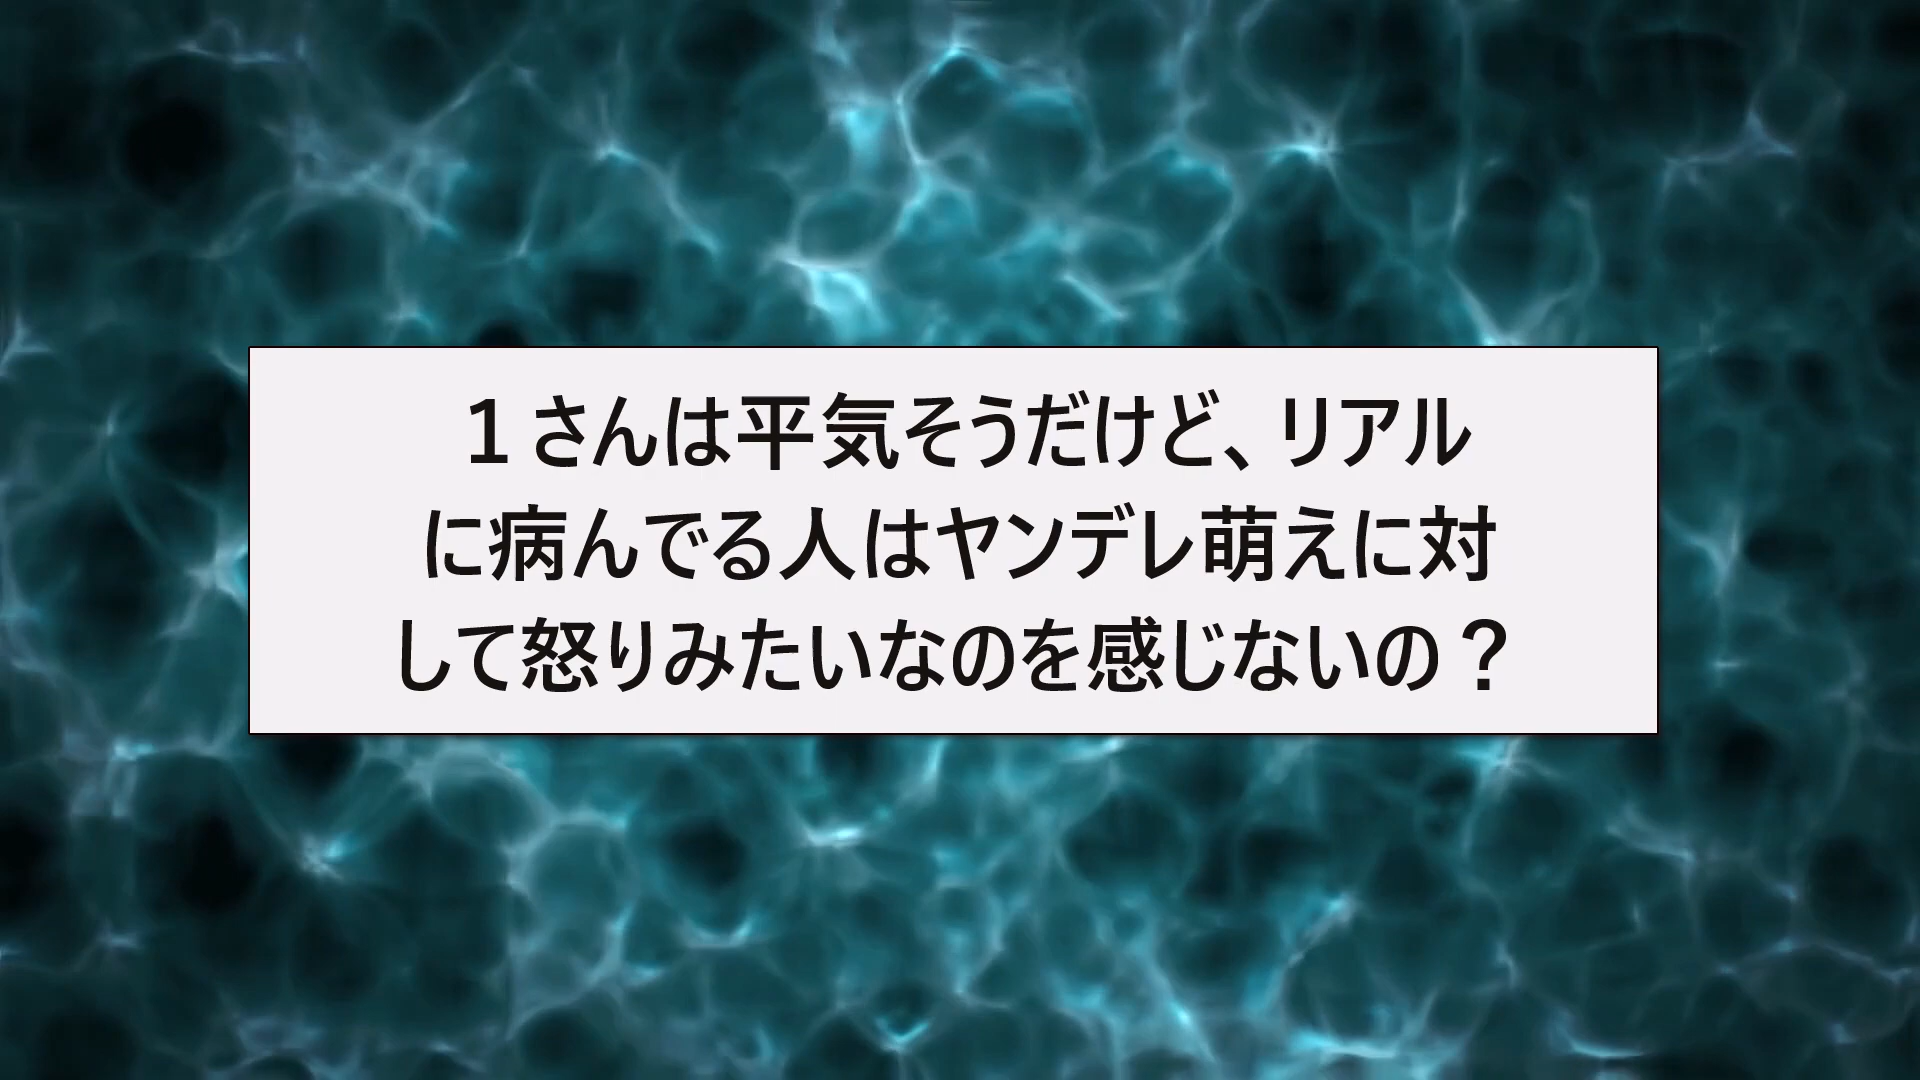 １さんは平気そうだけど、リアル
に病んでる人はヤンデレ萌えに対
して怒りみたいなのを感じないの？